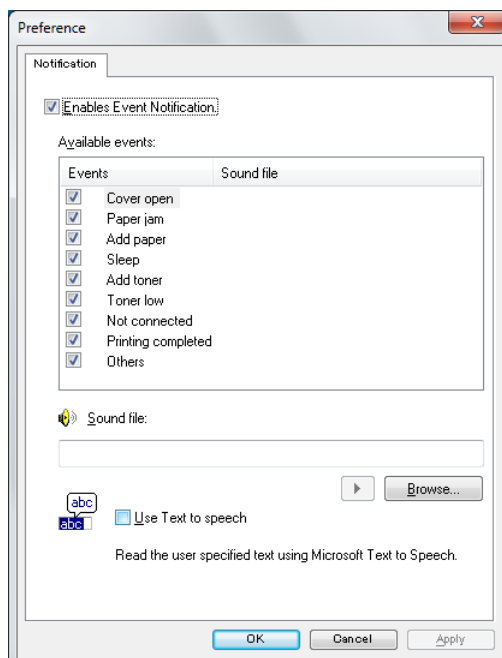 Preference
Notification
Enables Event Notification.
Available events:
Events Sound file
Cover open
Paper jam
Add paper
Sleep
Add toner
Toner low
Not connected
Printing completed
Others
Sound file:
Browse...
abc
abc
Use Text to speech
Read the user specified text using Microsoft Text to Speech.
OK Cancel Apply